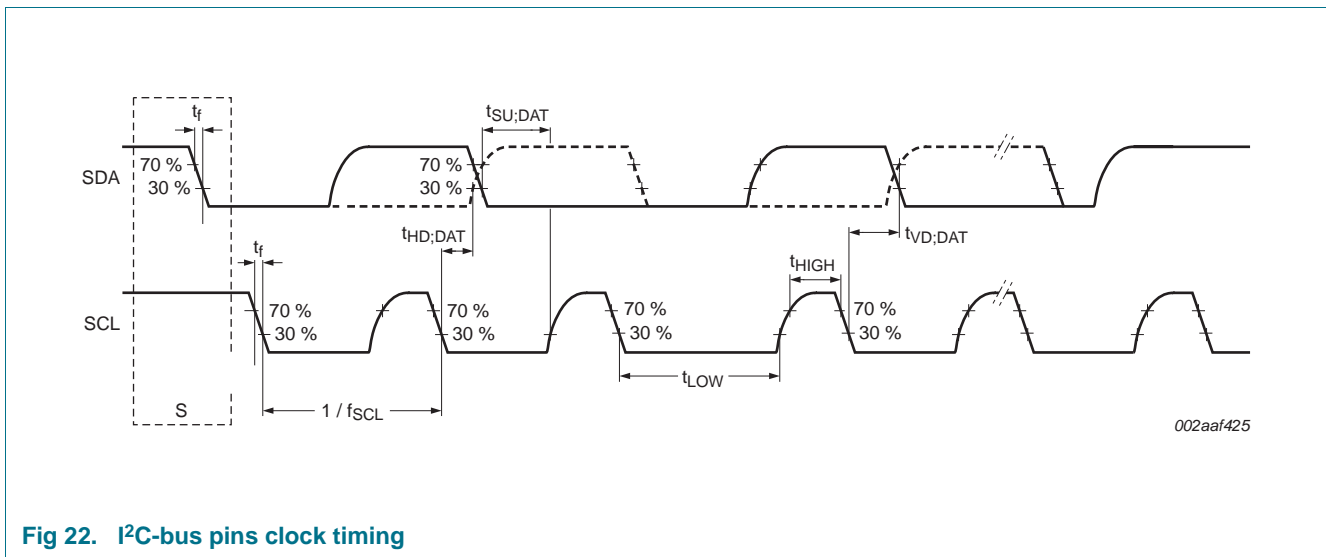 tf
tSU;DAT
70 %
30 %
SDA
70 %
30 %
tHD;DAT
tf
tVD;DAT
tHIGH
70 %
30 %
SCL
70 %
30 %
70 %
30 %
70 %
30 %
tLOW
S
1 / fSCL
002aaf425
Fig 22. I²C-bus pins clock timing